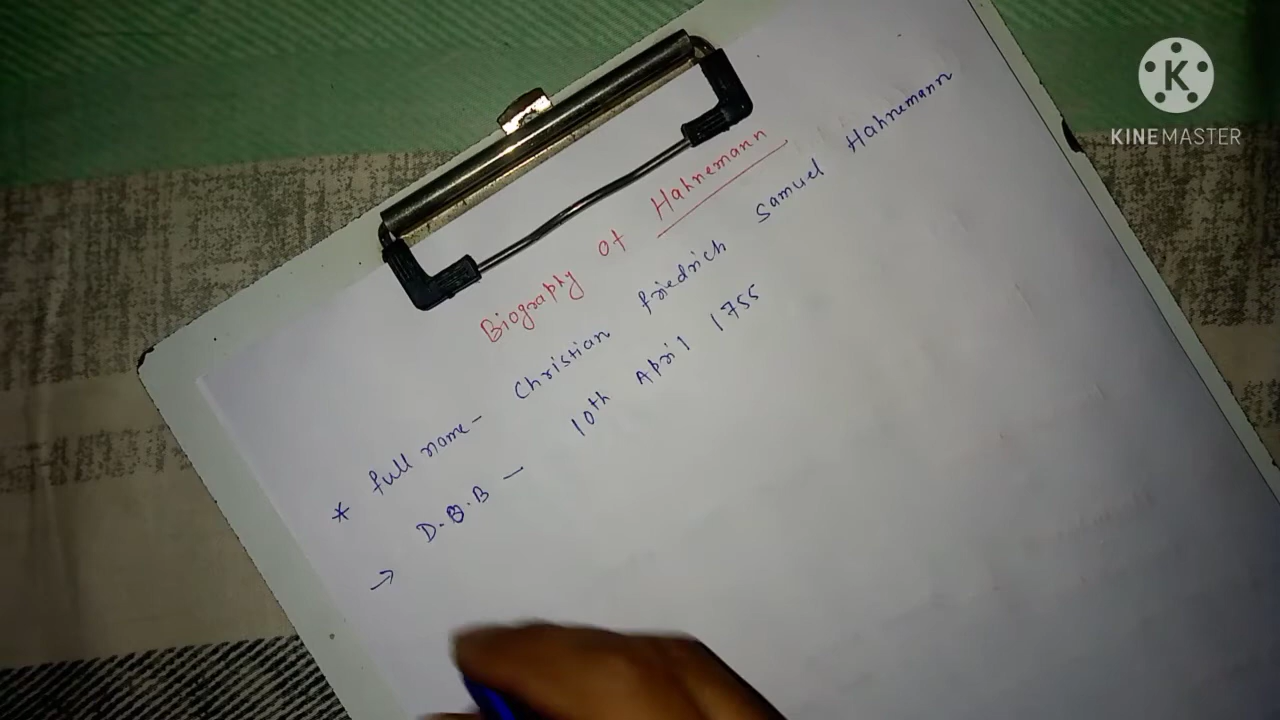 Biography of Hahnemann
* full name - Christian friedrich Samuel Hahnemann
→ D.O.B - 10th April 1755
KINEMASTER